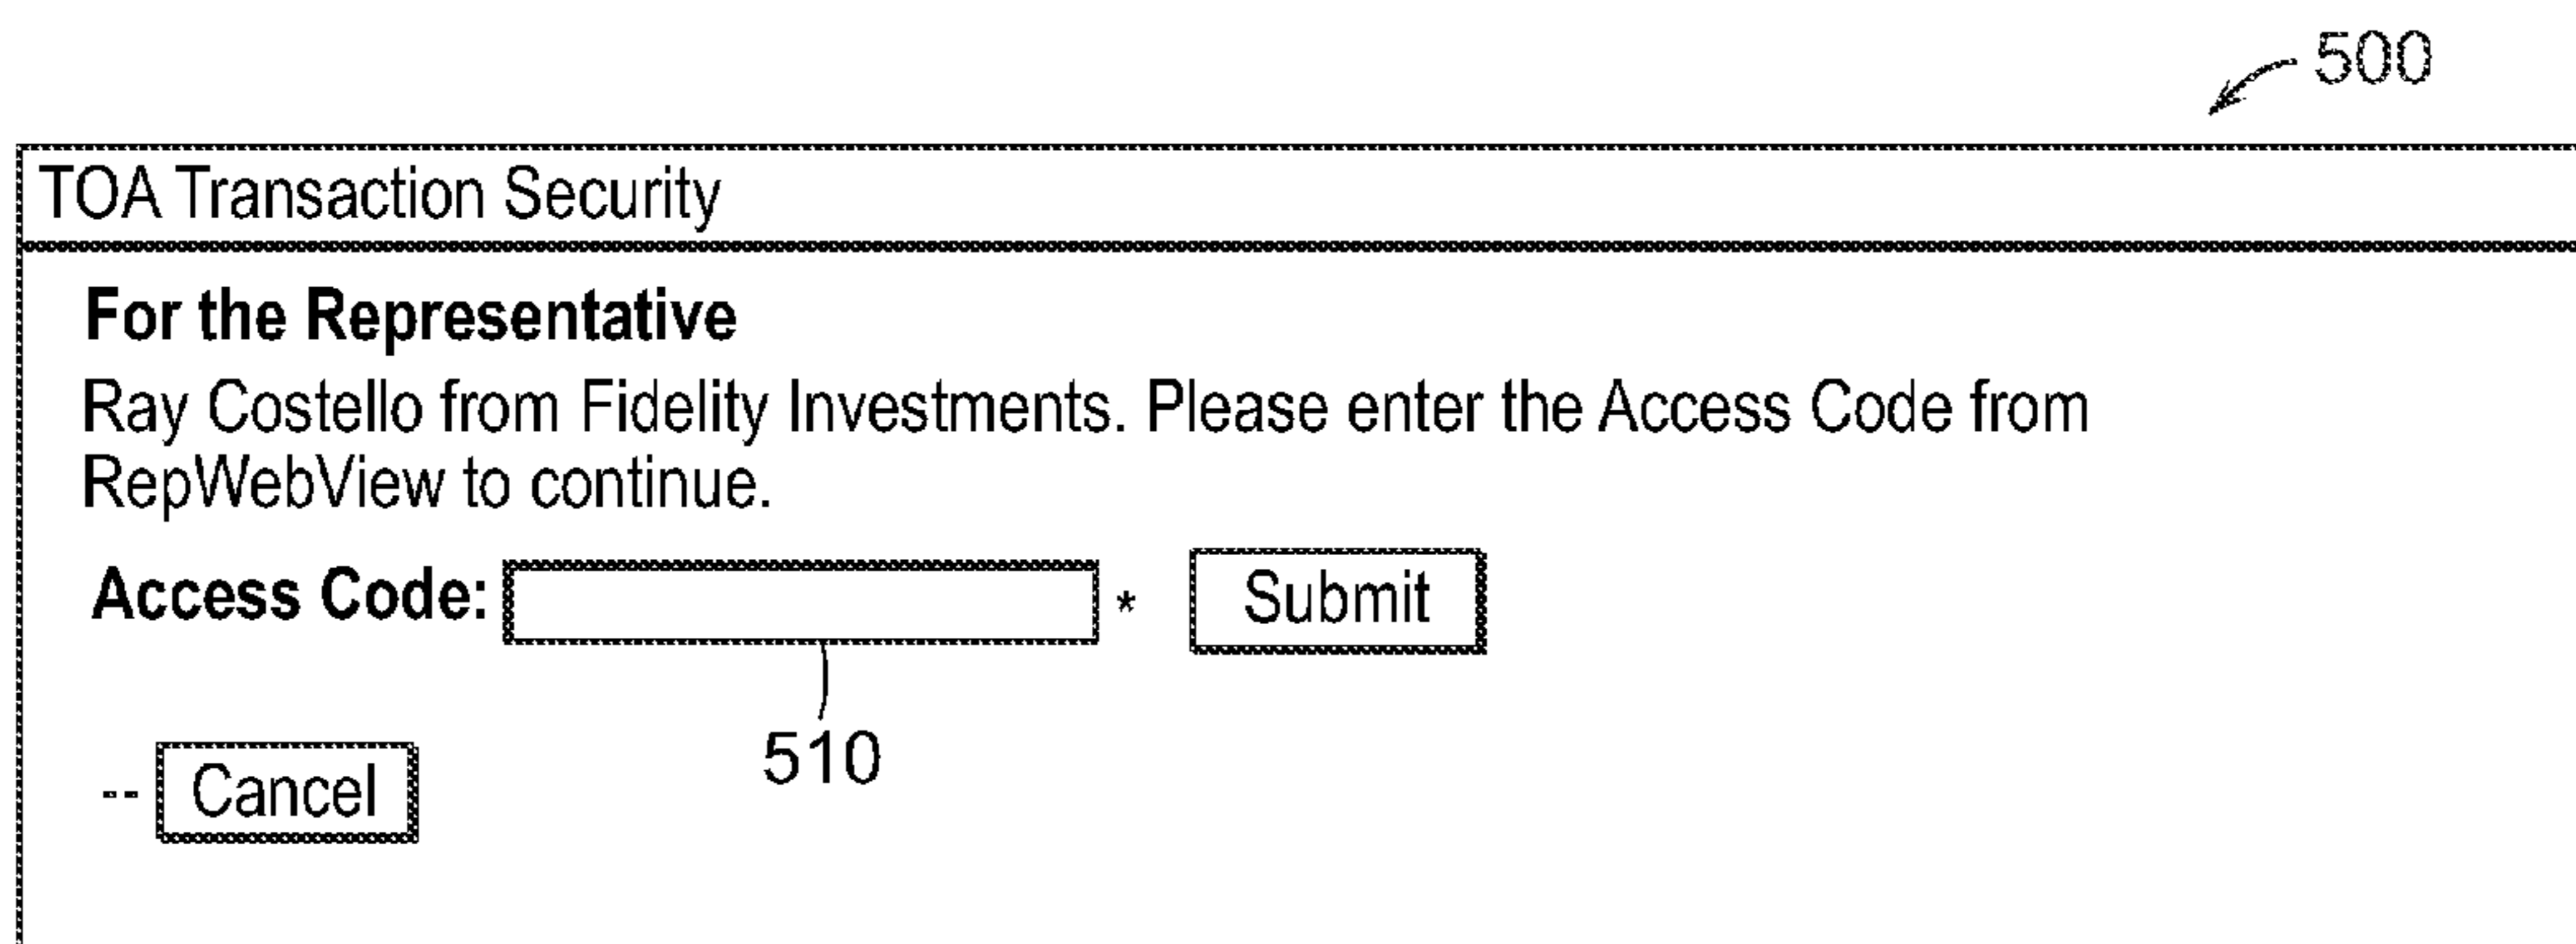 500
TOA Transaction Security
For the Representative
Ray Costello from Fidelity Investments. Please enter the Access Code from
RepWebView to continue.
Access Code: * Submit
510
-- Cancel